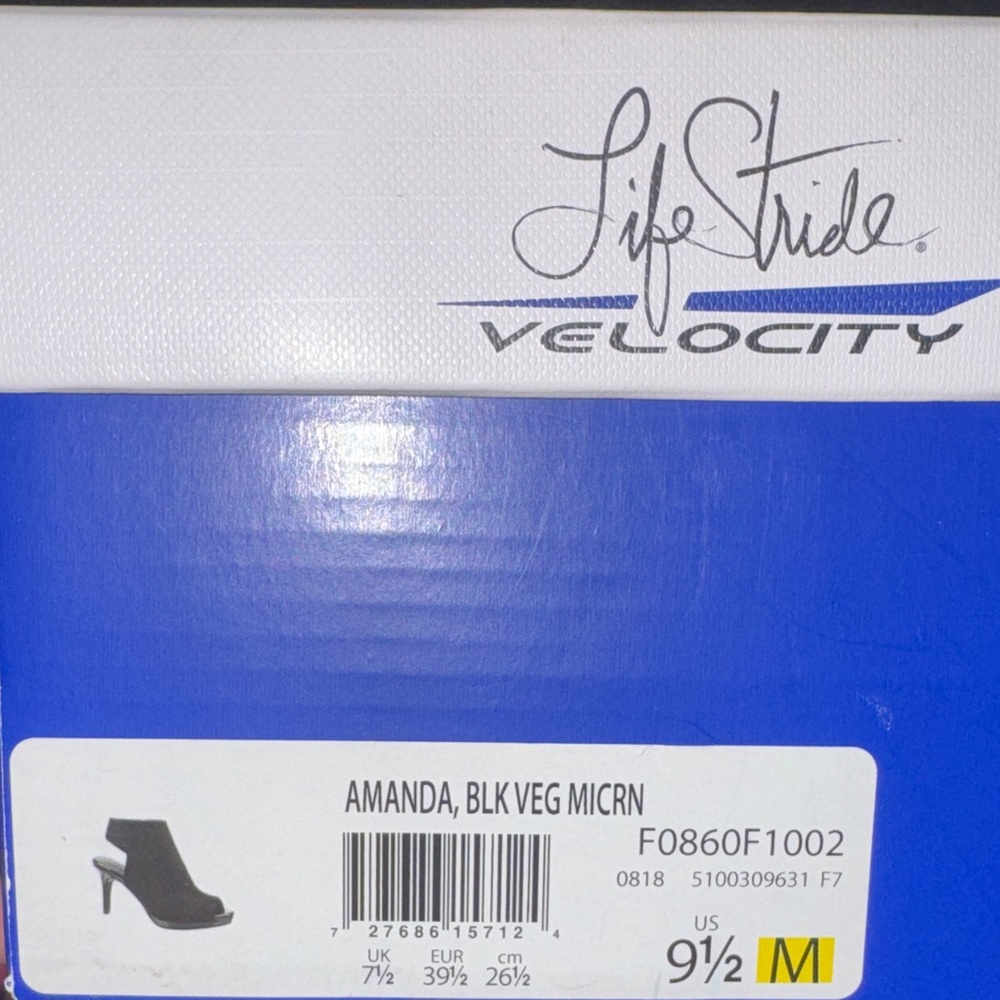 LifeStride®
VELOCITY
AMANDA, BLK VEG MICRN
F0860F1002
0818 5100309631 F7
7 27686 15712 4
UK EUR cm
7½ 39½ 26½
US
9½ M